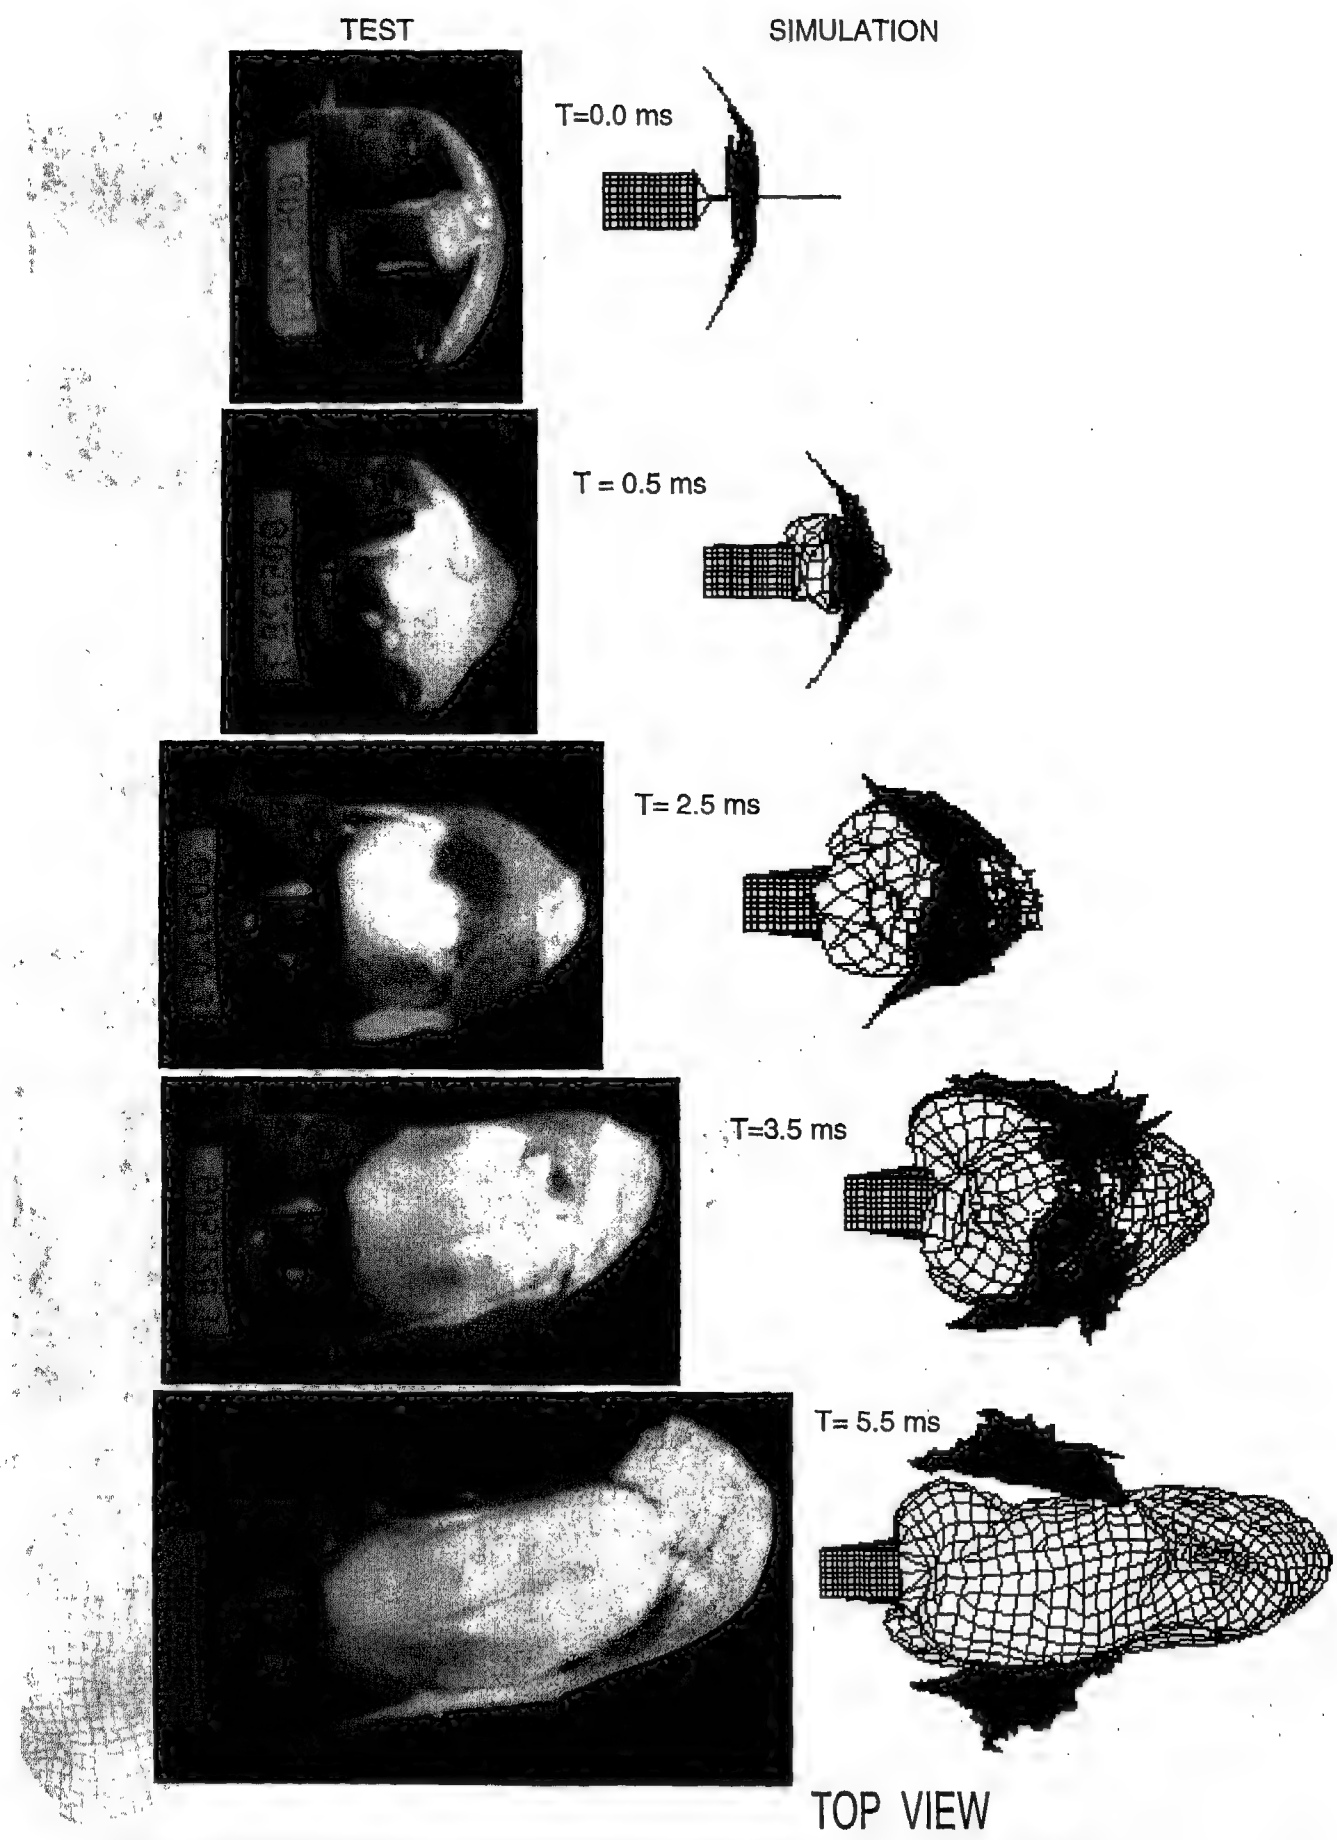 TEST
SIMULATION
T=0.0 ms
T = 0.5 ms
T= 2.5 ms
T=3.5 ms
T= 5.5 ms
TOP VIEW